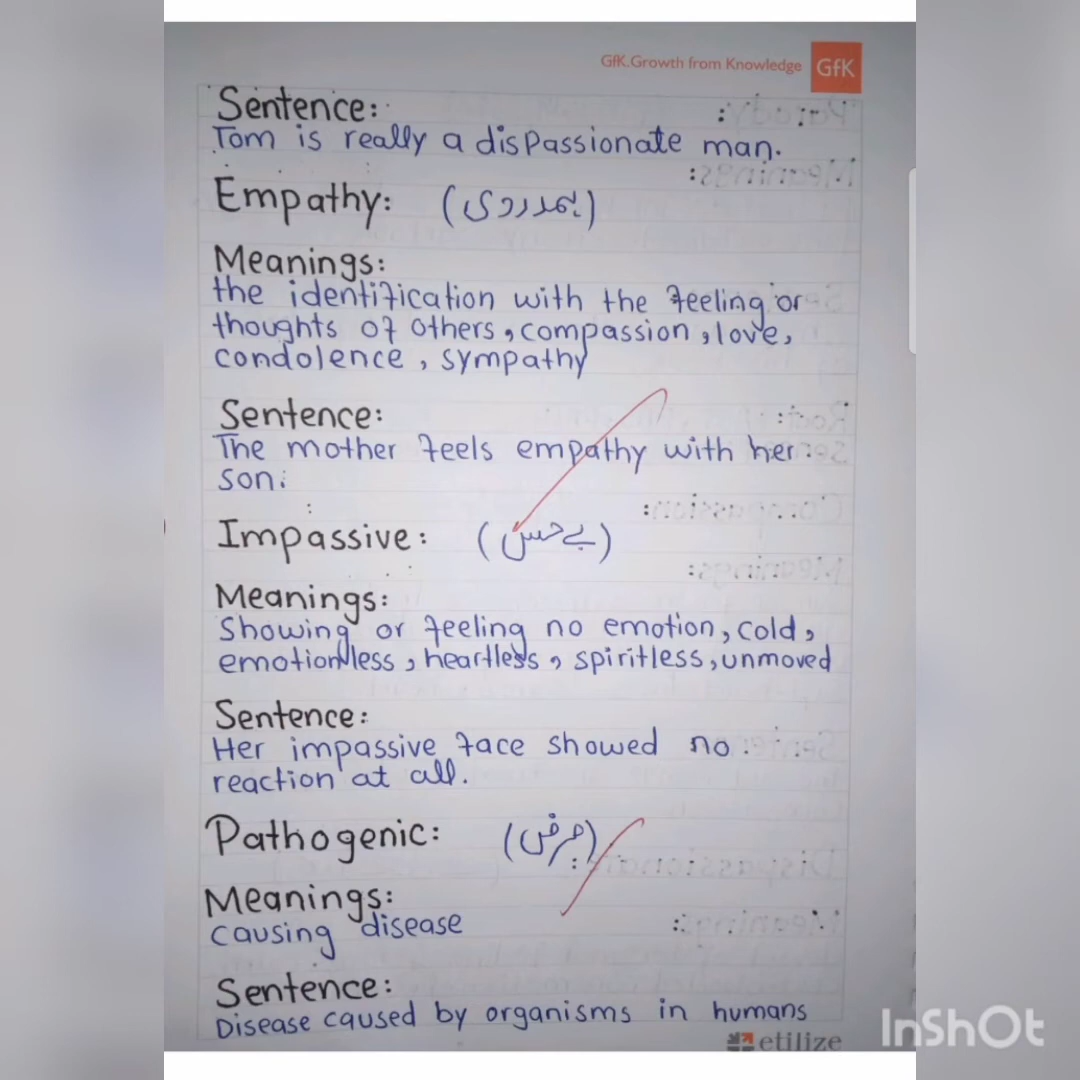 GfK.Growth from Knowledge GfK
Sentence:
Tom is really a dispassionate man.
Empathy: (ہمدردی)
Meanings:
the identification with the feeling or
thoughts of others, compassion, love,
condolence, sympathy
Sentence:
The mother feels empathy with her
son.
Impassive: (بے حس)
Meanings:
Showing or feeling no emotion, cold,
emotionless, heartless, spiritless, unmoved
Sentence:
Her impassive face showed no
reaction at all.
Pathogenic: (مرض)
Meanings:
causing disease
Sentence:
Disease caused by organisms in humans
etilize
InShOt